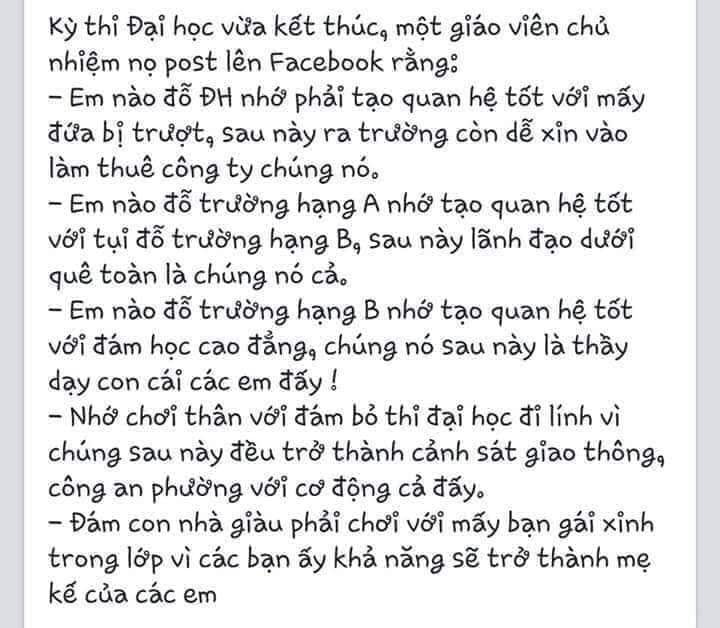 Kỳ thi Đại học vừa kết thúc, một giáo viên chủ
nhiệm nọ post lên Facebook rằng:
- Em nào đỗ ĐH nhớ phải tạo quan hệ tốt với mấy
đứa bị trượt, sau này ra trường còn dễ xin vào
làm thuê công ty chúng nó.
- Em nào đỗ trường hạng A nhớ tạo quan hệ tốt
với tụi đỗ trường hạng B, sau này lãnh đạo dưới
quê toàn là chúng nó cả.
- Em nào đỗ trường hạng B nhớ tạo quan hệ tốt
với đám học cao đẳng, chúng nó sau này là thầy
dạy con cái các em đấy !
- Nhớ chơi thân với đám bỏ thi đại học đi lính vì
chúng sau này đều trở thành cảnh sát giao thông,
công an phường với cơ động cả đấy.
- Đám con nhà giàu phải chơi với mấy bạn gái xinh
trong lớp vì các bạn ấy khả năng sẽ trở thành mẹ
kế của các em